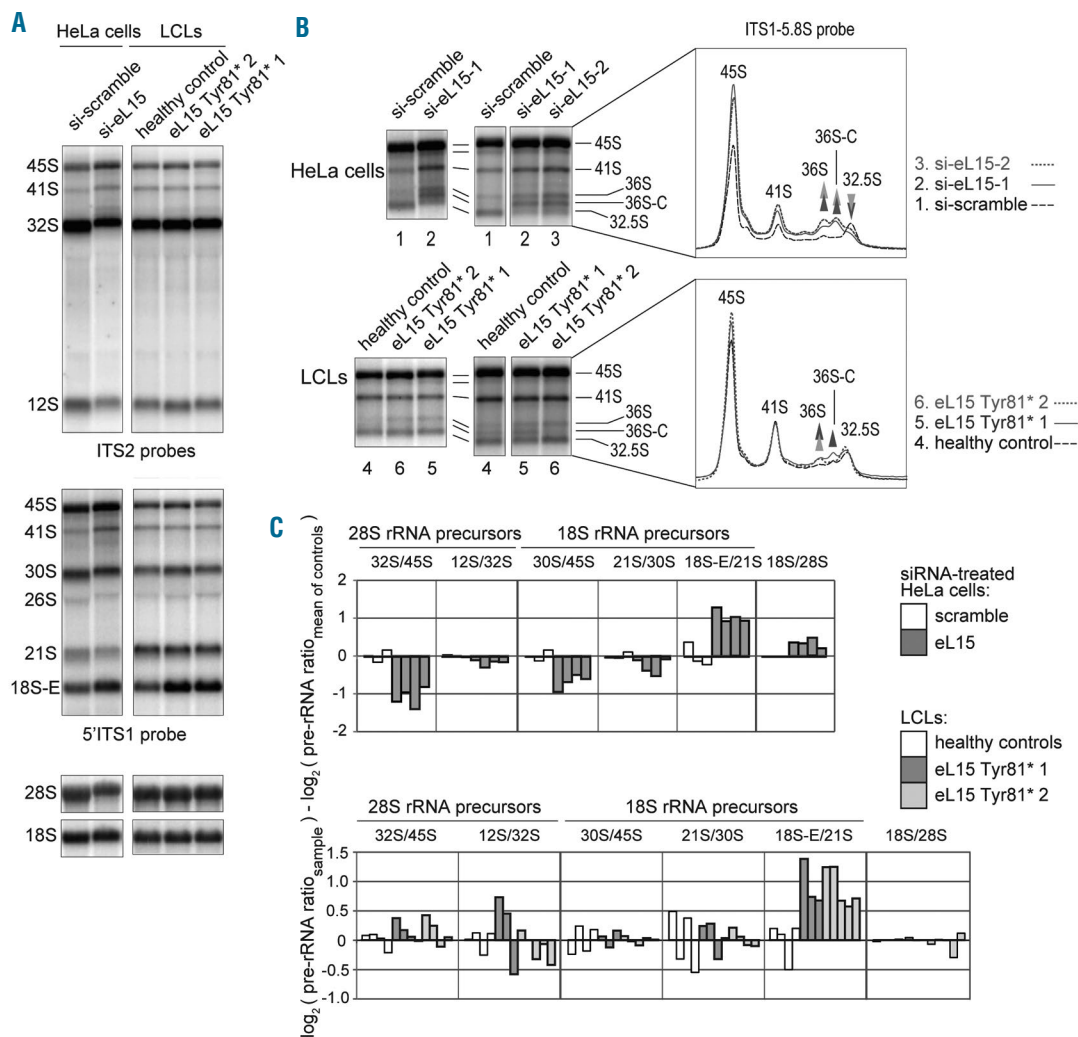 A
HeLa cells
LCLs
si-scramble
si-eL15
healthy control
eL15 Tyr81* 2
eL15 Tyr81* 1
45S
41S
32S
12S
ITS2 probes
45S
41S
30S
26S
21S
18S-E
5'ITS1 probe
28S
18S
B
ITS1-5.8S probe
si-scramble
si-eL15-1
si-scramble
si-eL15-1
si-eL15-2
HeLa cells
45S
41S
36S
36S-C
32.5S
1 2 1 2 3
45S
41S
36S
36S-C
32.5S
3. si-eL15-2
2. si-eL15-1
1. si-scramble
healthy control
eL15 Tyr81* 2
eL15 Tyr81* 1
healthy control
eL15 Tyr81* 1
eL15 Tyr81* 2
LCLs
45S
41S
36S
36S-C
32.5S
4 6 5 4 5 6
45S
41S
36S
36S-C
32.5S
6. eL15 Tyr81* 2
5. eL15 Tyr81* 1
4. healthy control
C
log2 ( pre-rRNA ratio sample ) - log2 ( pre-rRNA ratio mean of controls )
28S rRNA precursors
18S rRNA precursors
32S/45S
12S/32S
30S/45S
21S/30S
18S-E/21S
18S/28S
2
1
0
-1
-2
siRNA-treated
HeLa cells:
scramble
eL15
LCLs:
healthy controls
eL15 Tyr81* 1
eL15 Tyr81* 2
28S rRNA precursors
18S rRNA precursors
32S/45S
12S/32S
30S/45S
21S/30S
18S-E/21S
18S/28S
1.5
1.0
0.5
0
-0.5
-1.0